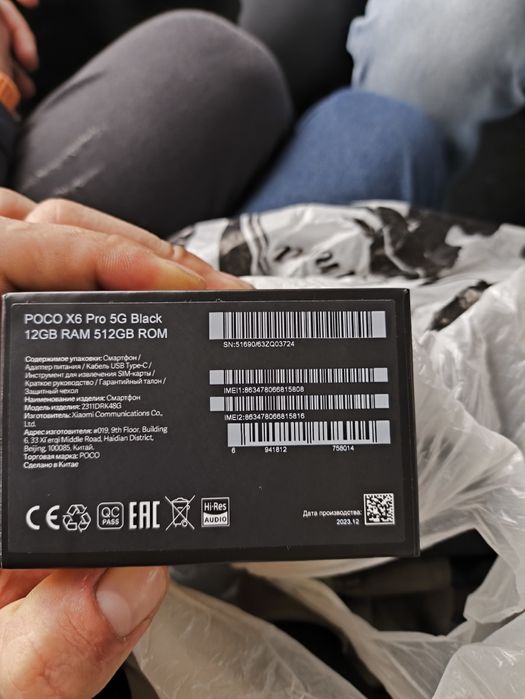 POCO X6 Pro 5G Black
12GB RAM 512GB ROM
Содержимое упаковки: Смартфон /
Адаптер питания / Кабель USB Type-C /
Инструмент для извлечения SIM-карты /
Краткое руководство / Гарантийный талон /
Защитный чехол
Наименование изделия: Смартфон
Модель изделия: 2311DRK48G
Изготовитель: Xiaomi Communications Co.,
Ltd.
Адрес изготовителя: #019, 9th Floor, Building
6, 33 Xi'erqi Middle Road, Haidian District,
Beijing, 100085, Китай.
Торговая марка: POCO
Сделано в Китае
SN:51690/63ZQ03724
IMEI1:863478066815808
IMEI2:863478066815816
6 941812 758014
CE
QC
PASS
EAC
Hi-Res
AUDIO
Дата производства:
2023.12